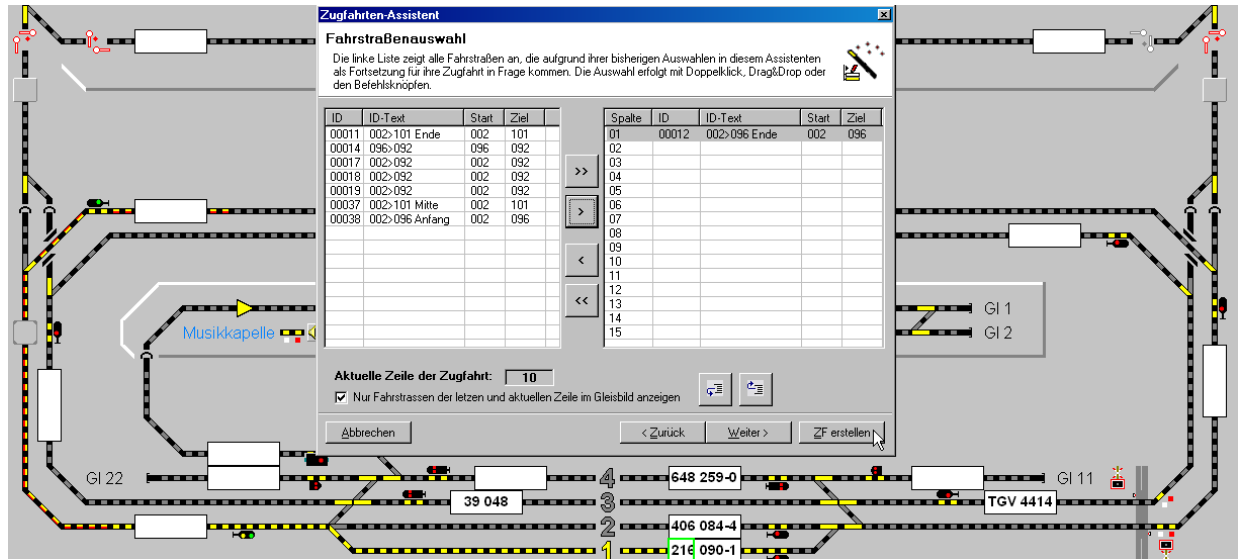 Zugfahrten-Assistent
Fahrstraßenauswahl
Die linke Liste zeigt alle Fahrstraßen an, die aufgrund ihrer bisherigen Auswahlen in diesem Assistenten
als Fortsetzung für ihre Zugfahrt in Frage kommen. Die Auswahl erfolgt mit Doppelklick, Drag&Drop oder
den Befehlsknöpfen.
ID ID-Text Start Ziel
00011 002>101 Ende 002 101
00014 096>092 096 092
00017 002>092 002 092
00018 002>092 002 092
00019 002>092 002 092
00037 002>101 Mitte 002 101
00038 002>096 Anfang 002 096
>>
>
<
<<
Spalte ID ID-Text Start Ziel
01 00012 002>096 Ende 002 096
02
03
04
05
06
07
08
09
10
11
12
13
14
15
Aktuelle Zeile der Zugfahrt: 10
Nur Fahrstrassen der letzen und aktuellen Zeile im Gleisbild anzeigen
Abbrechen
< Zurück
Weiter >
ZF erstellen
Musikkapelle
Gl 1
Gl 2
Gl 22
4 648 259-0
Gl 11
39 048
3
TGV 4414
2 406 084-4
1 216 090-1